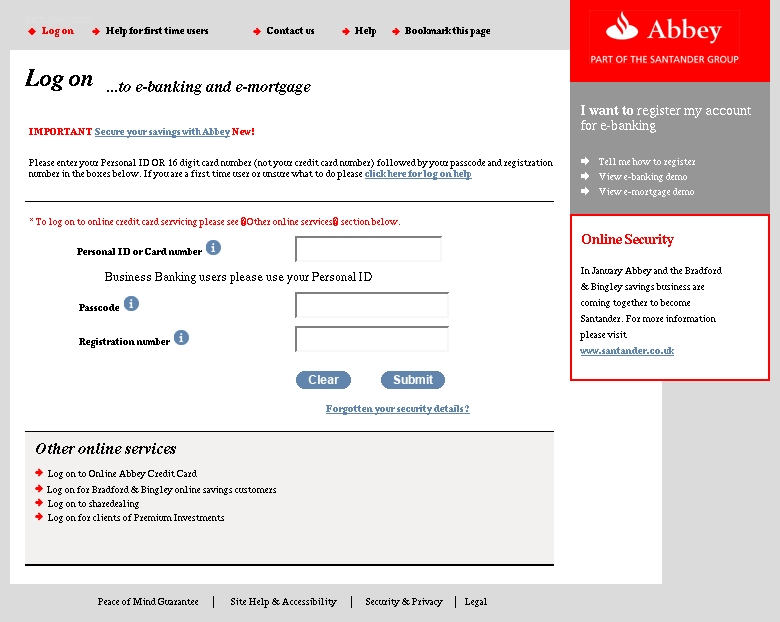 Log on
Help for first time users
Contact us
Help
Bookmark this page
Abbey
PART OF THE SANTANDER GROUP
Log on ...to e-banking and e-mortgage
IMPORTANT Secure your savings with Abbey New!
Please enter your Personal ID OR 16 digit card number (not your credit card number) followed by your passcode and registration
number in the boxes below. If you are a first time user or unsure what to do please click here for log on help
* To log on to online credit card servicing please see Other online services section below.
Personal ID or Card number i
Business Banking users please use your Personal ID
Passcode i
Registration number i
Clear
Submit
Forgotten your security details?
Other online services
Log on to Online Abbey Credit Card
Log on for Bradford & Bingley online savings customers
Log on to sharedealing
Log on for clients of Premium Investments
I want to register my account
for e-banking
Tell me how to register
View e-banking demo
View e-mortgage demo
Online Security
In January Abbey and the Bradford
& Bingley savings business are
coming together to become
Santander. For more information
please visit
www.santander.co.uk
Peace of Mind Guarantee | Site Help & Accessibility | Security & Privacy | Legal